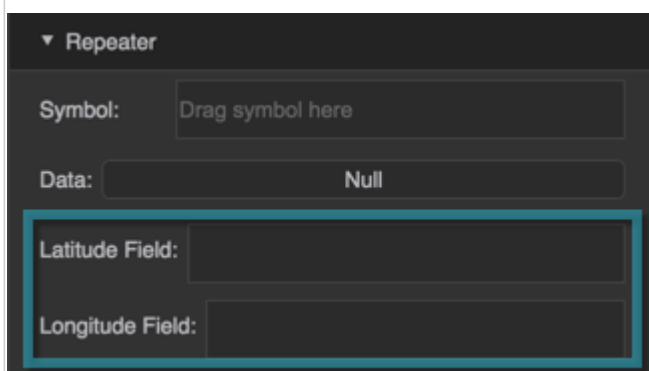 Repeater
Symbol: Drag symbol here
Data: Null
Latitude Field:
Longitude Field: